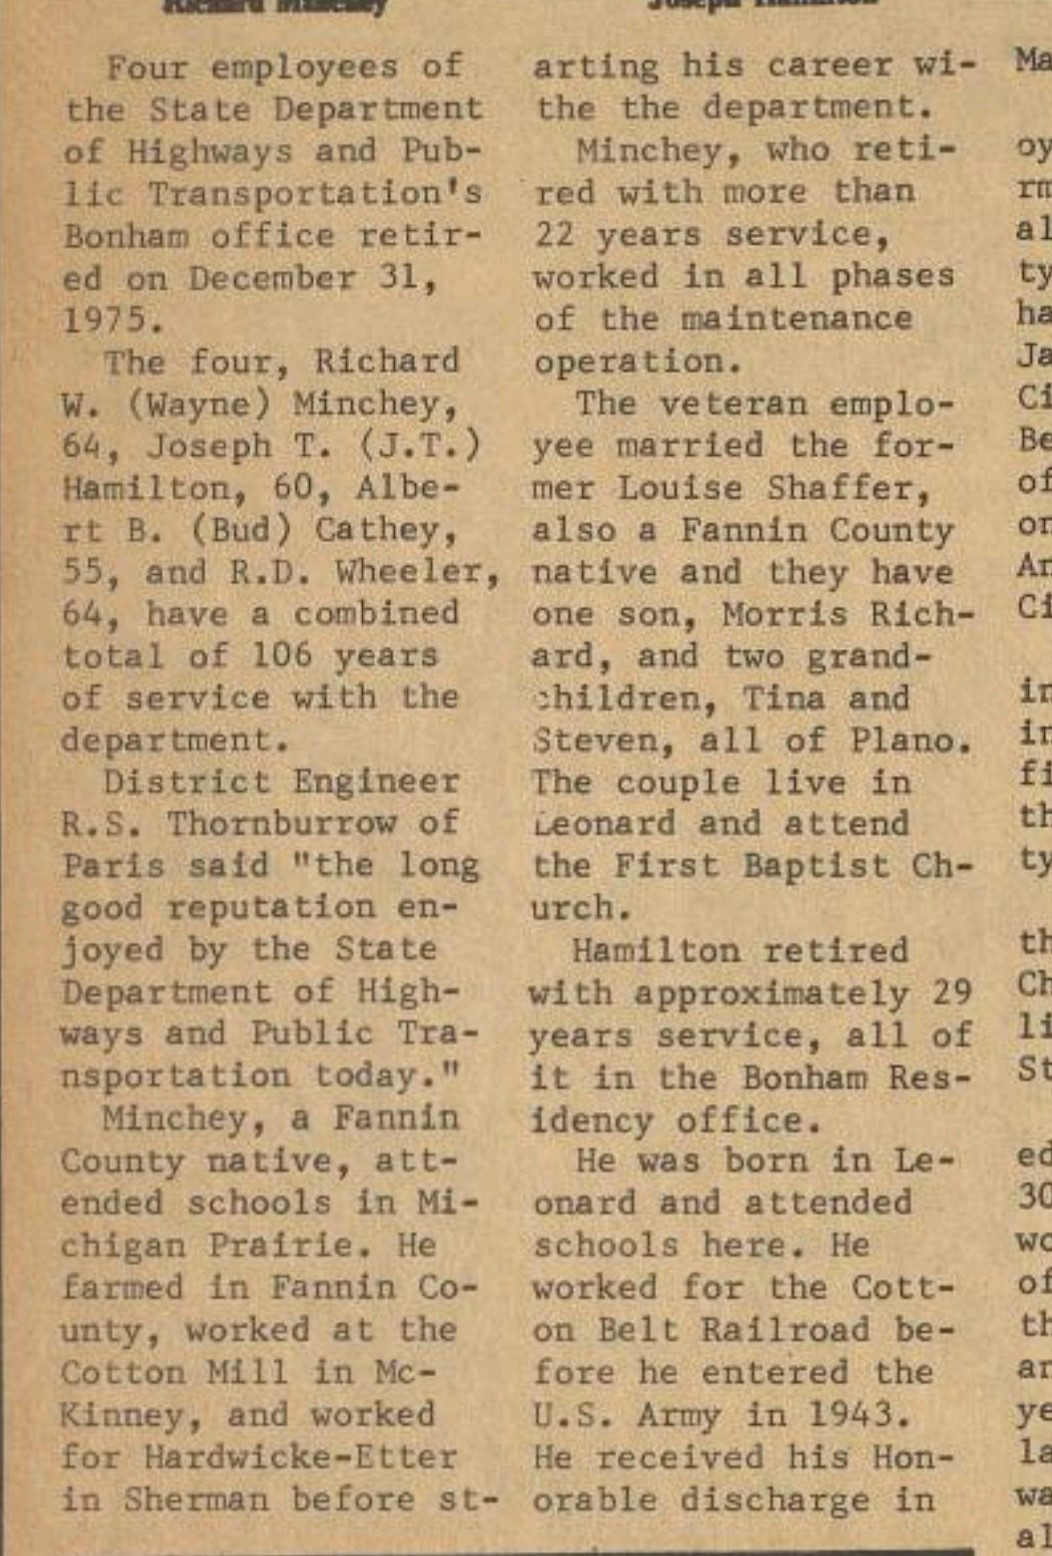 Four employees of
the State Department
of Highways and Pub-
lic Transportation's
Bonham office retir-
ed on December 31,
1975.
The four, Richard
W. (Wayne) Minchey,
64, Joseph T. (J.T.)
Hamilton, 60, Albe-
rt B. (Bud) Cathey,
55, and R.D. Wheeler,
64, have a combined
total of 106 years
of service with the
department.
District Engineer
R.S. Thornburrow of
Paris said "the long
good reputation en-
joyed by the State
Department of High-
ways and Public Tra-
nsportation today."
Minchey, a Fannin
County native, att-
ended schools in Mi-
chigan Prairie. He
farmed in Fannin Co-
unty, worked at the
Cotton Mill in Mc-
Kinney, and worked
for Hardwicke-Etter
in Sherman before st-
arting his career wi-
the the department.
Minchey, who reti-
red with more than
22 years service,
worked in all phases
of the maintenance
operation.
The veteran emplo-
yee married the for-
mer Louise Shaffer,
also a Fannin County
native and they have
one son, Morris Rich-
ard, and two grand-
children, Tina and
Steven, all of Plano.
The couple live in
Leonard and attend
the First Baptist Ch-
urch.
Hamilton retired
with approximately 29
years service, all of
it in the Bonham Res-
idency office.
He was born in Le-
onard and attended
schools here. He
worked for the Cott-
on Belt Railroad be-
fore he entered the
U.S. Army in 1943.
He received his Hon-
orable discharge in